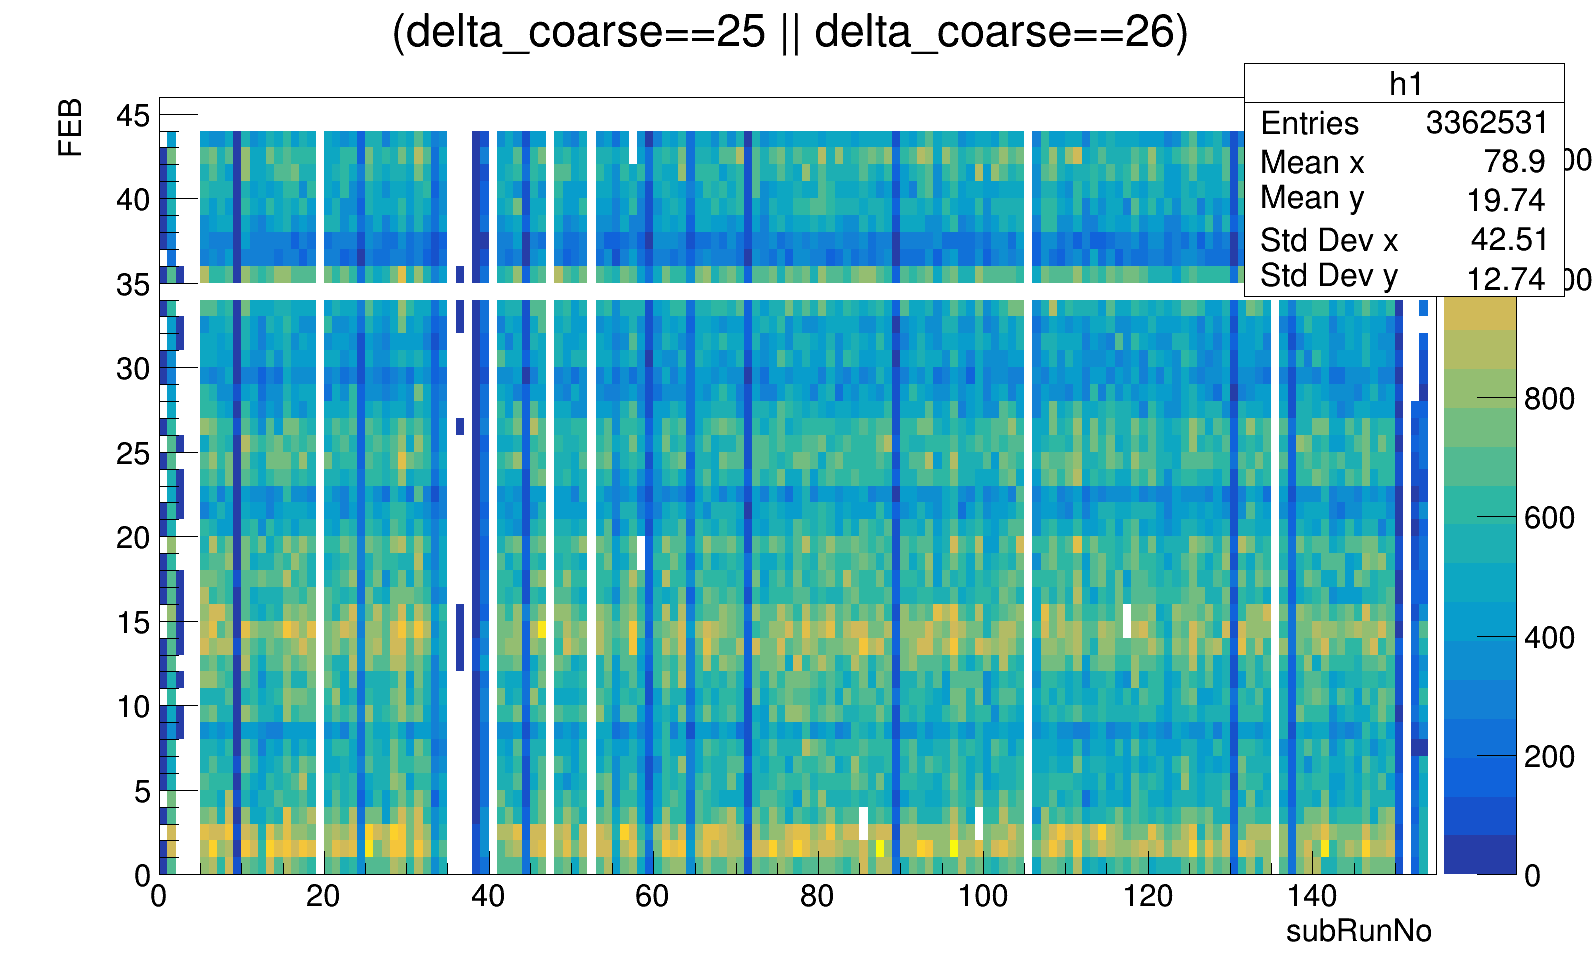 (delta_coarse==25 || delta_coarse==26)
h1
Entries 3362531
Mean x 78.9
Mean y 19.74
Std Dev x 42.51
Std Dev y 12.74
FEB
45
40
35
30
25
20
15
10
5
0
0 20 40 60 80 100 120 140
subRunNo
00
00
800
600
400
200
0